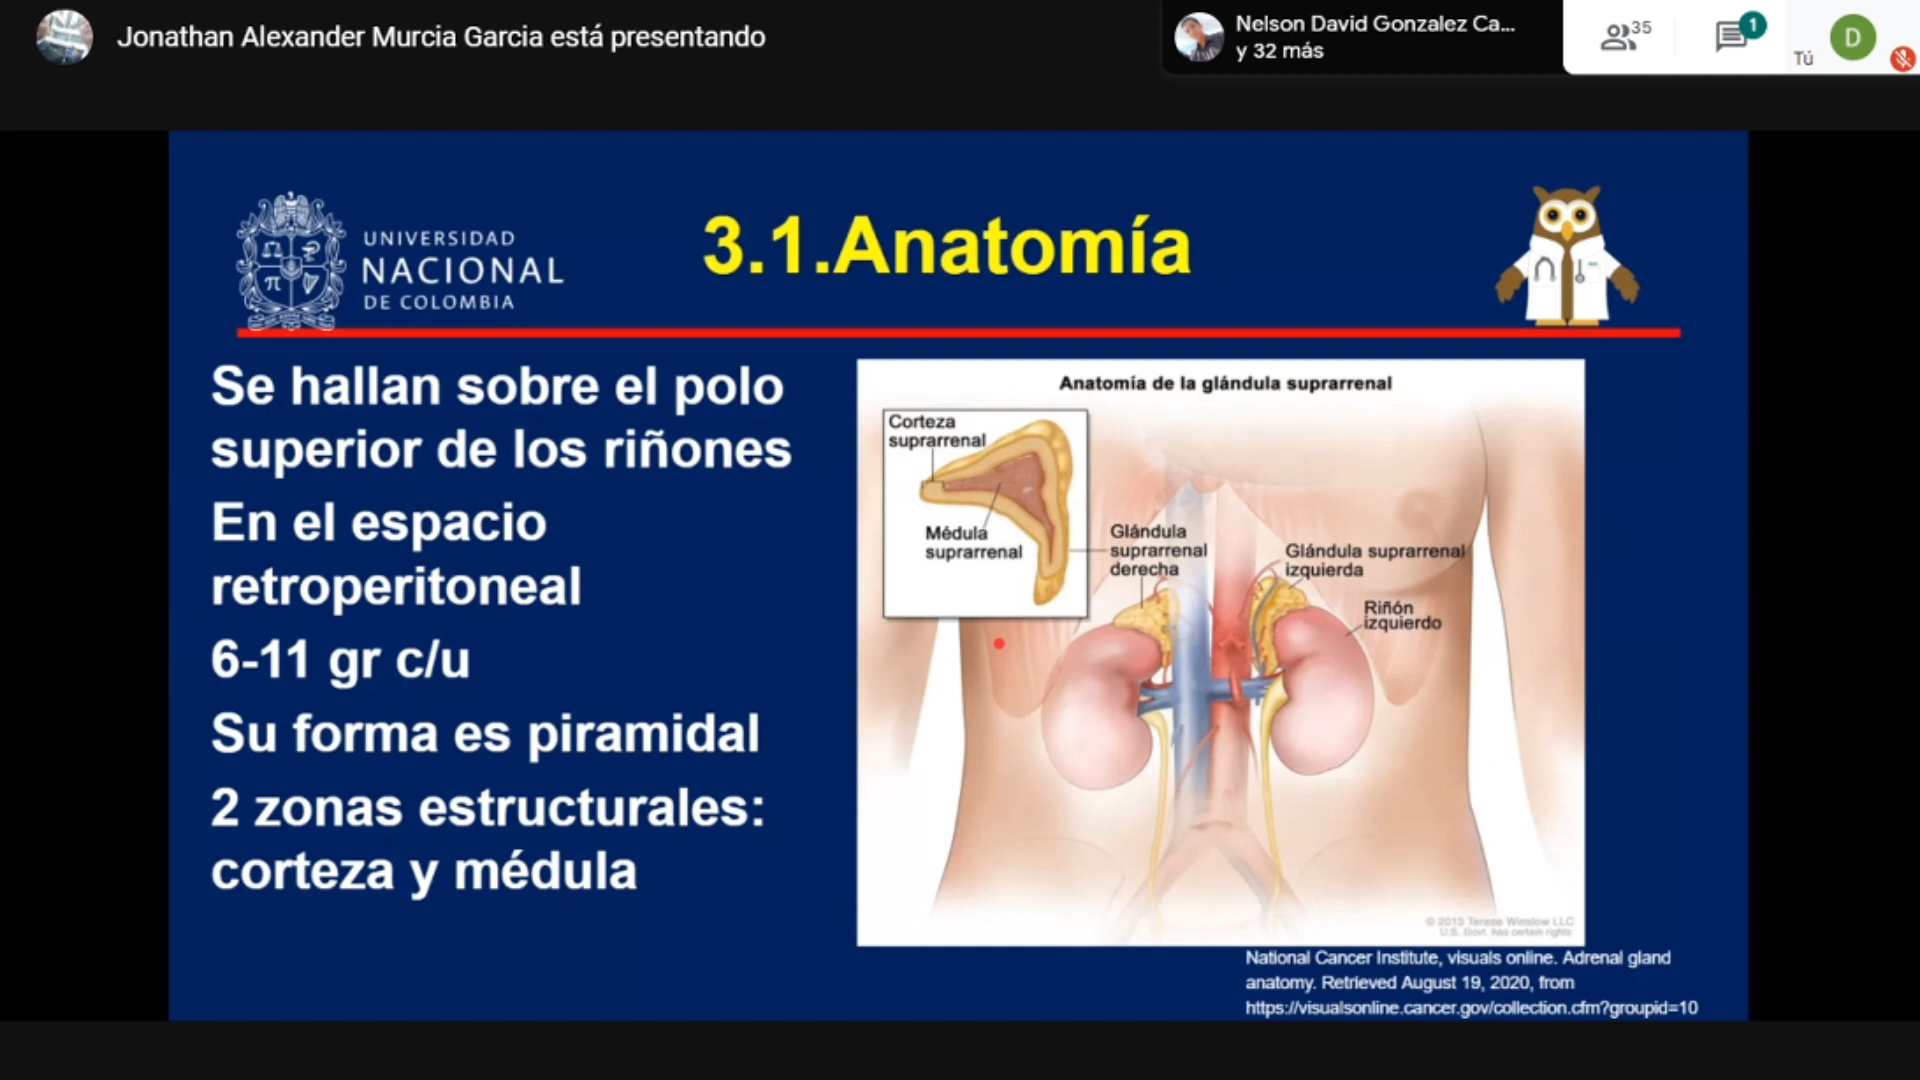 Jonathan Alexander Murcia Garcia está presentando
Nelson David Gonzalez Ca...
y 32 más
35
1
Tú
D
UNIVERSIDAD
NACIONAL
DE COLOMBIA
π
3.1.Anatomía
Se hallan sobre el polo
superior de los riñones
En el espacio
retroperitoneal
6-11 gr c/u
Su forma es piramidal
2 zonas estructurales:
corteza y médula
Anatomía de la glándula suprarrenal
Corteza
suprarrenal
Médula
suprarrenal
Glándula
suprarrenal
derecha
Glándula suprarrenal
izquierda
Riñón
izquierdo
© 2013 Terese Winslow LLC
U.S. Govt. has certain rights
National Cancer Institute, visuals online. Adrenal gland
anatomy. Retrieved August 19, 2020, from
https://visualsonline.cancer.gov/collection.cfm?groupid=10